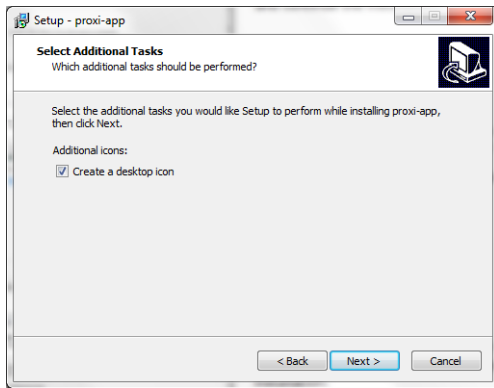 Setup - proxi-app
Select Additional Tasks
Which additional tasks should be performed?
Select the additional tasks you would like Setup to perform while installing proxi-app,
then click Next.
Additional icons:
Create a desktop icon
< Back
Next >
Cancel